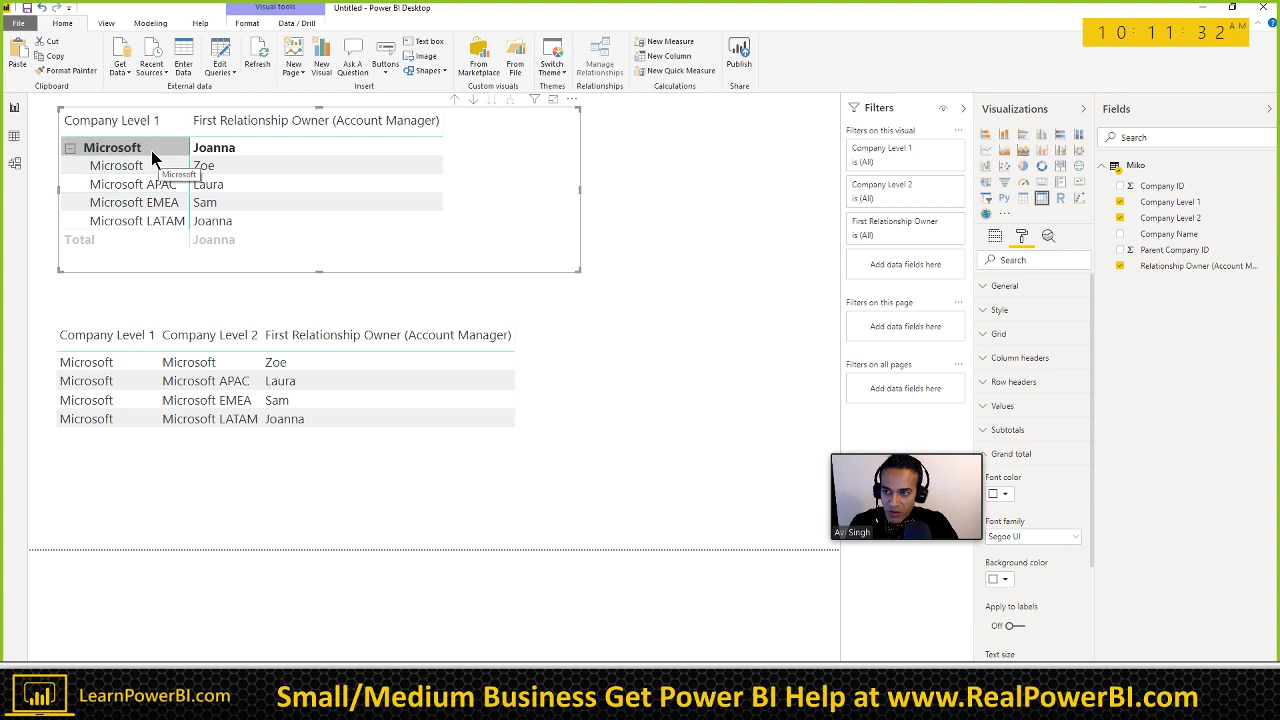 Visual tools
Untitled - Power BI Desktop
File
Home
View
Modeling
Help
Format
Data / Drill
10:11:32 AM
Paste
Cut
Copy
Format Painter
Clipboard
Get Data
Recent Sources
Enter Data
Edit Queries
Refresh
External data
New Page
New Visual
Ask A Question
Buttons
Text box
Image
Shapes
Insert
From Marketplace
From File
Custom visuals
Switch Theme
Themes
Manage Relationships
Relationships
New Measure
New Column
New Quick Measure
Calculations
Publish
Share
Company Level 1 First Relationship Owner (Account Manager)
Microsoft Joanna
Microsoft Zoe
Microsoft
Microsoft APAC Laura
Microsoft EMEA Sam
Microsoft LATAM Joanna
Total Joanna
Company Level 1 Company Level 2 First Relationship Owner (Account Manager)
Microsoft Microsoft Zoe
Microsoft Microsoft APAC Laura
Microsoft Microsoft EMEA Sam
Microsoft Microsoft LATAM Joanna
Filters
Filters on this visual
Company Level 1
is (All)
Company Level 2
is (All)
First Relationship Owner
is (All)
Add data fields here
Filters on this page
Add data fields here
Filters on all pages
Add data fields here
Avi Singh
Visualizations
Py
R
Search
General
Style
Grid
Column headers
Row headers
Values
Subtotals
Grand total
Font color
Font family
Segoe UI
Background color
Apply to labels
Off
Text size
Fields
Search
Miko
Company ID
Company Level 1
Company Level 2
Company Name
Parent Company ID
Relationship Owner (Account M...
LearnPowerBI.com
Small/Medium Business Get Power BI Help at www.RealPowerBI.com